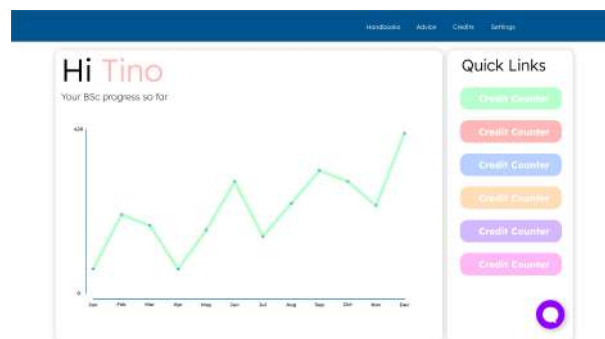 Handbooks Advice Credits Settings
Hi Tino
Your BSc progress so far
Quick Links
Credit Counter
Credit Counter
Credit Counter
Credit Counter
Credit Counter
Credit Counter
0
Jan Feb Mar Apr May Jun Jul Aug Sep Oct Nov Dec